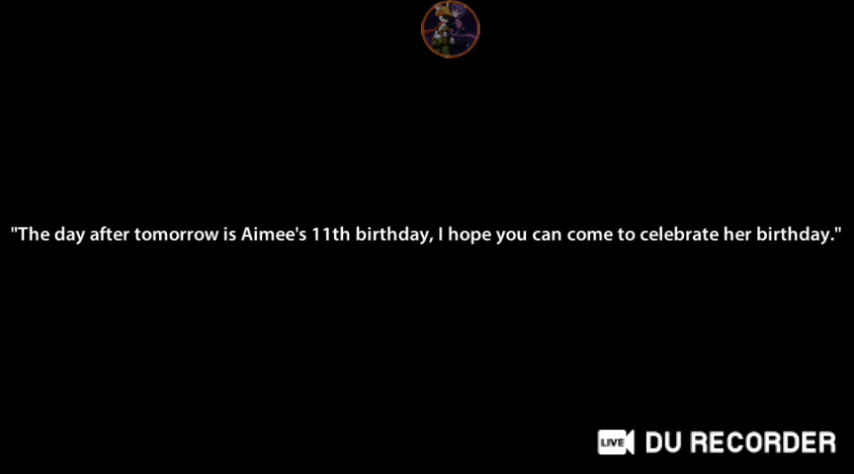 "The day after tomorrow is Aimee's 11th birthday, I hope you can come to celebrate her birthday."
LIVE DU RECORDER